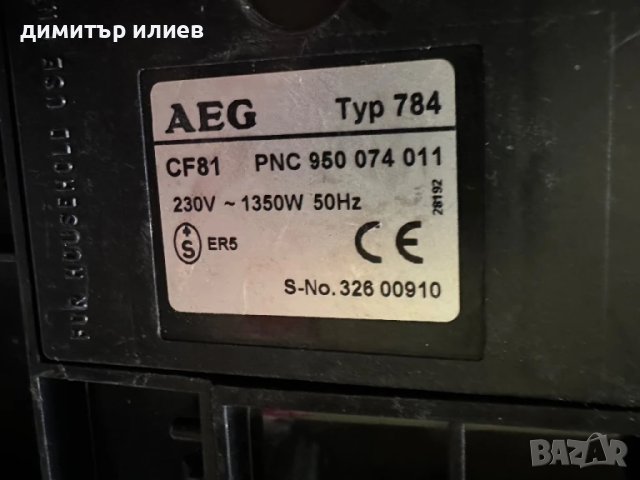 димитър илиев
FOR HOUSEHOLD USE
AEG Typ 784
CF81 PNC 950 074 011
230V ~ 1350W 50Hz
28192
S ER5 CE
S-No. 326 00910
BAZAR